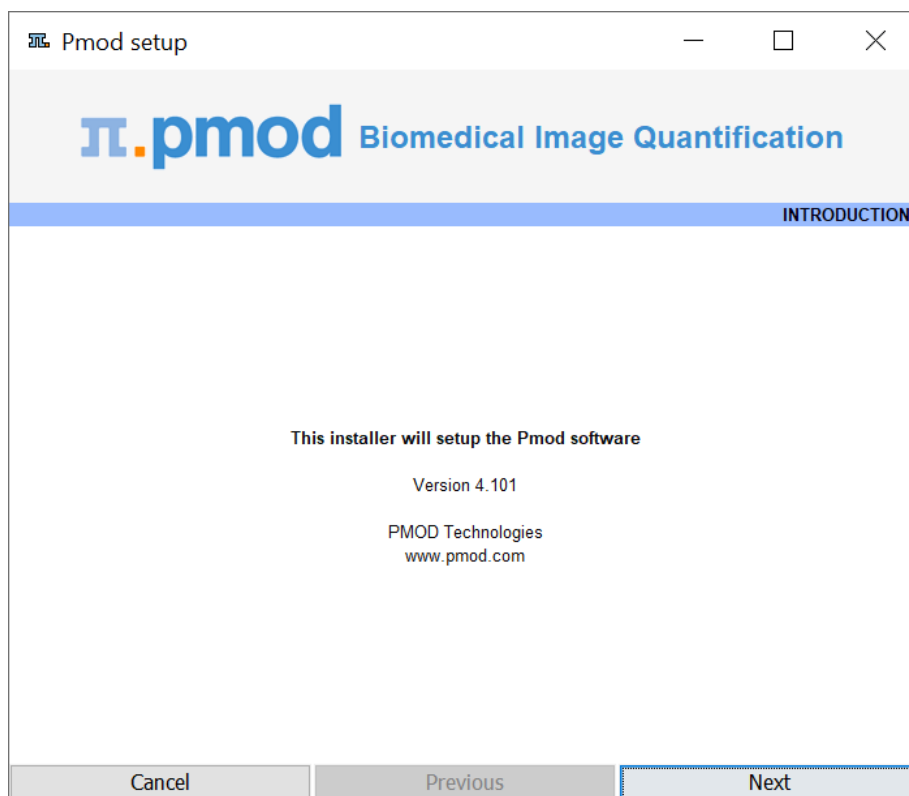 Pmod setup
π.pmod Biomedical Image Quantification
INTRODUCTION
This installer will setup the Pmod software
Version 4.101
PMOD Technologies
www.pmod.com
Cancel Previous Next